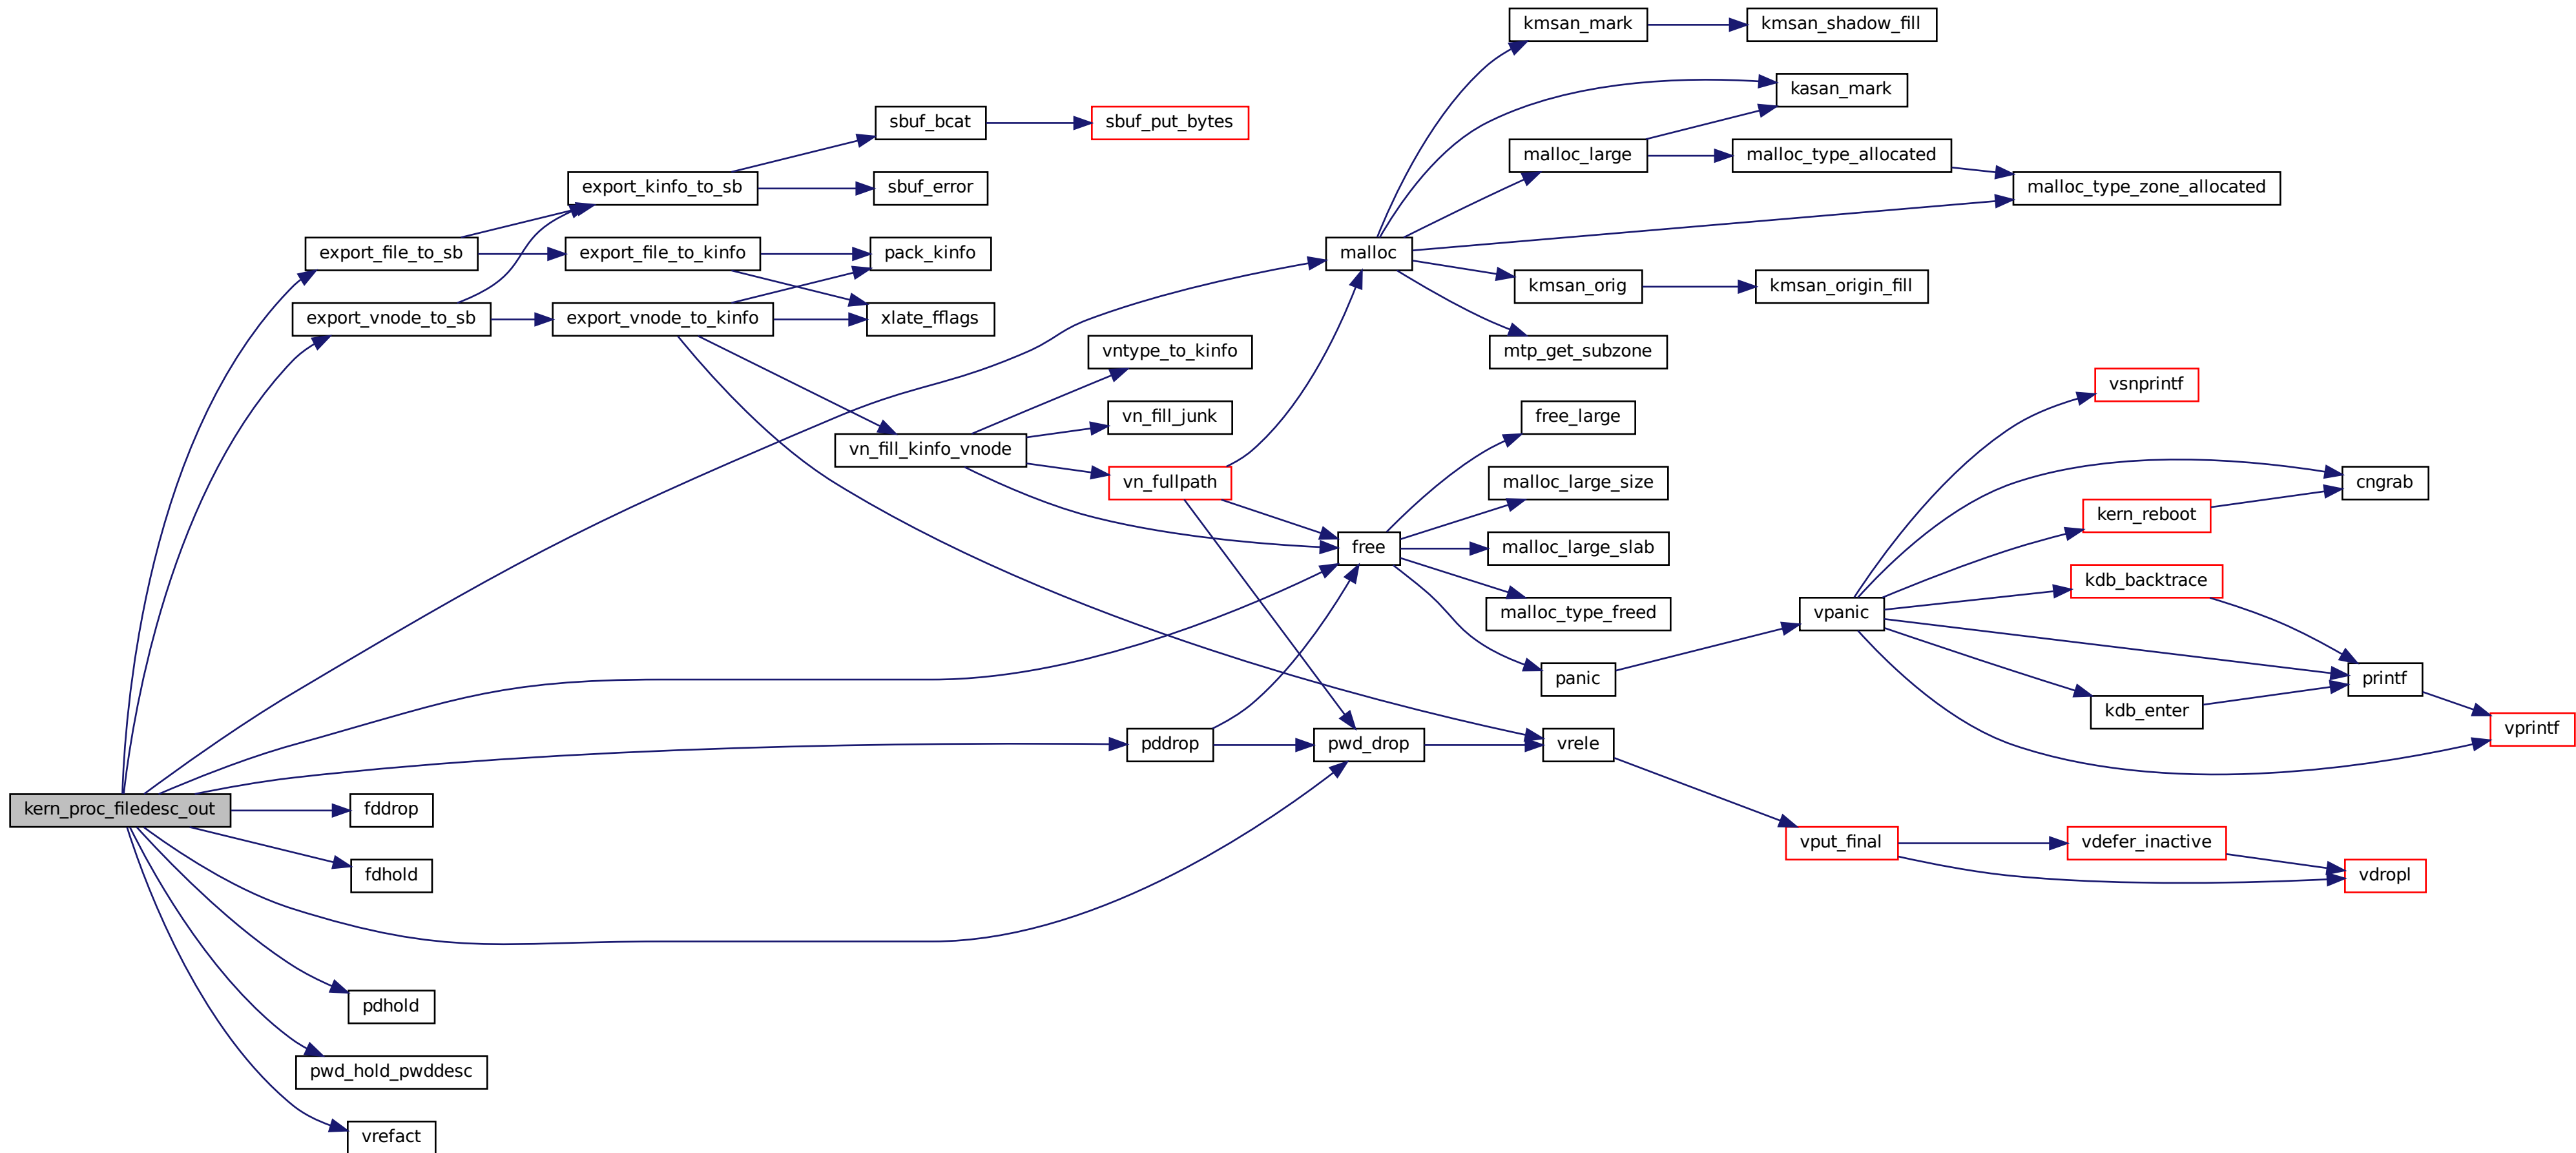 kern_proc_filedesc_out
export_file_to_sb
export_vnode_to_sb
fddrop
fdhold
pdhold
pwd_hold_pwddesc
vrefact
export_kinfo_to_sb
export_file_to_kinfo
export_vnode_to_kinfo
sbuf_bcat
sbuf_error
pack_kinfo
xlate_fflags
vn_fill_kinfo_vnode
sbuf_put_bytes
vntype_to_kinfo
vn_fill_junk
vn_fullpath
pddrop
malloc
free
pwd_drop
kmsan_mark
malloc_large
kmsan_orig
mtp_get_subzone
free_large
malloc_large_size
malloc_large_slab
malloc_type_freed
panic
vrele
kmsan_shadow_fill
kasan_mark
malloc_type_allocated
kmsan_origin_fill
vpanic
vput_final
malloc_type_zone_allocated
vsnprintf
kern_reboot
kdb_backtrace
kdb_enter
vdefer_inactive
cngrab
printf
vdropl
vprintf